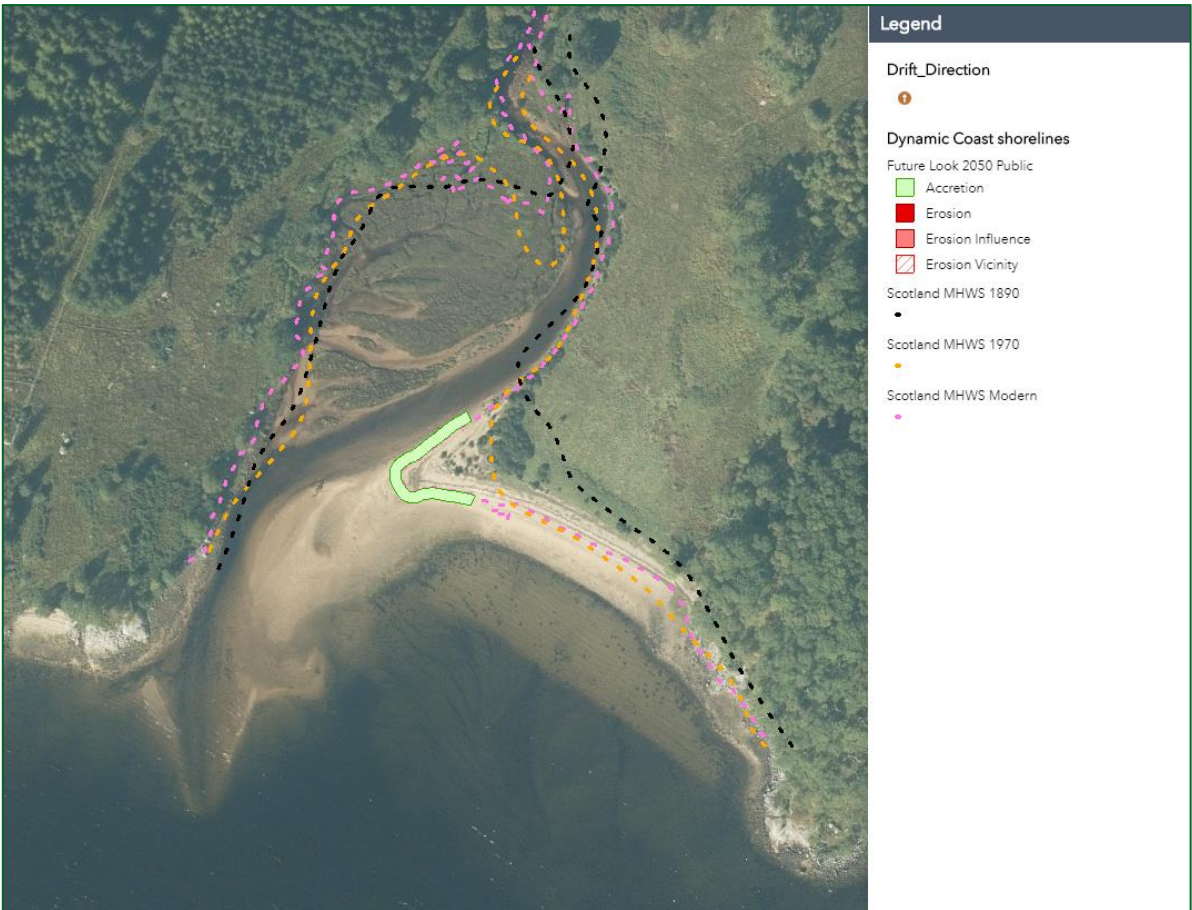 Legend
Drift_Direction
Dynamic Coast shorelines
Future Look 2050 Public
Accretion
Erosion
Erosion Influence
Erosion Vicinity
Scotland MHWS 1890
Scotland MHWS 1970
Scotland MHWS Modern